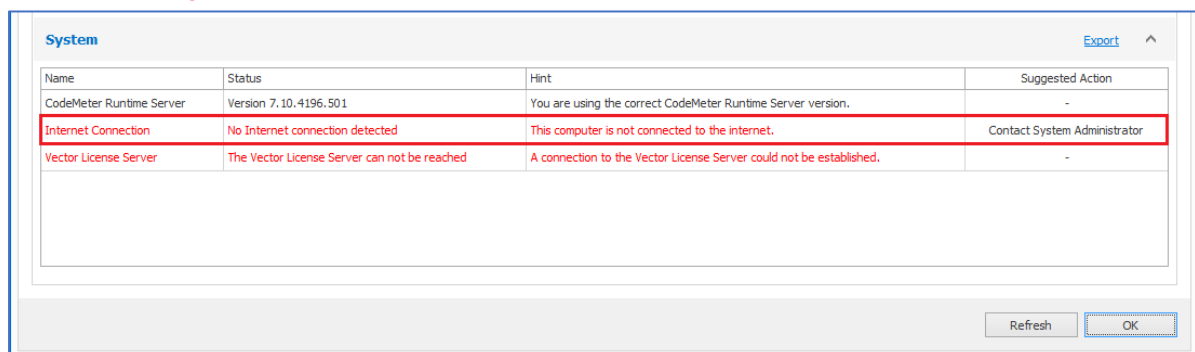 System Export
Name Status Hint Suggested Action
CodeMeter Runtime Server Version 7.10.4196.501 You are using the correct CodeMeter Runtime Server version. -
Internet Connection No Internet connection detected This computer is not connected to the internet. Contact System Administrator
Vector License Server The Vector License Server can not be reached A connection to the Vector License Server could not be established. -
Refresh OK